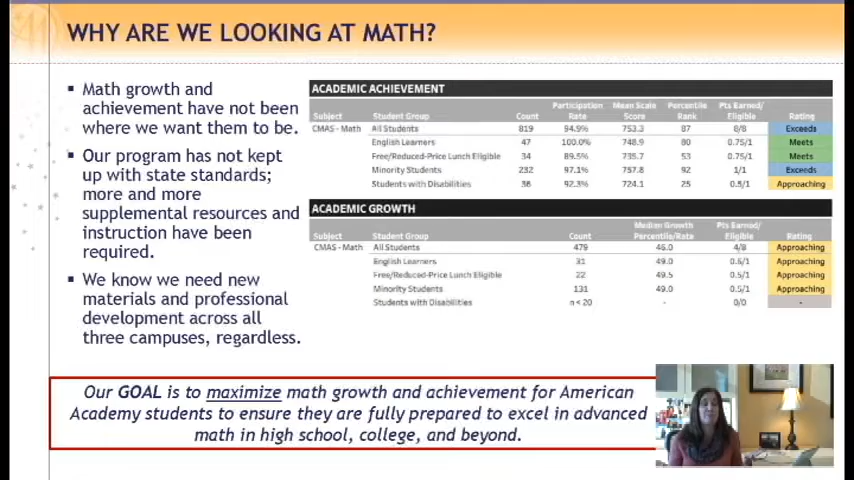 WHY ARE WE LOOKING AT MATH?
▪ Math growth and
achievement have not been
where we want them to be.
▪ Our program has not kept
up with state standards;
more and more
supplemental resources and
instruction have been
required.
▪ We know we need new
materials and professional
development across all
three campuses, regardless.
ACADEMIC ACHIEVEMENT
Subject Student Group Count Participation Rate Mean Scale Score Percentile Rank Pts Earned/ Eligible Rating
CMAS - Math All Students 819 94.9% 753.3 87 8/8 Exceeds
English Learners 47 100.0% 748.9 80 0.75/1 Meets
Free/Reduced-Price Lunch Eligible 34 89.5% 735.7 53 0.75/1 Meets
Minority Students 232 97.1% 757.8 92 1/1 Exceeds
Students with Disabilities 36 92.3% 724.1 25 0.5/1 Approaching
ACADEMIC GROWTH
Subject Student Group Count Median Growth Percentile/Rate Pts Earned/ Eligible Rating
CMAS - Math All Students 479 46.0 4/8 Approaching
English Learners 31 49.0 0.5/1 Approaching
Free/Reduced-Price Lunch Eligible 22 49.5 0.5/1 Approaching
Minority Students 131 49.0 0.5/1 Approaching
Students with Disabilities n < 20 - 0/0 -
Our GOAL is to maximize math growth and achievement for American
Academy students to ensure they are fully prepared to excel in advanced
math in high school, college, and beyond.